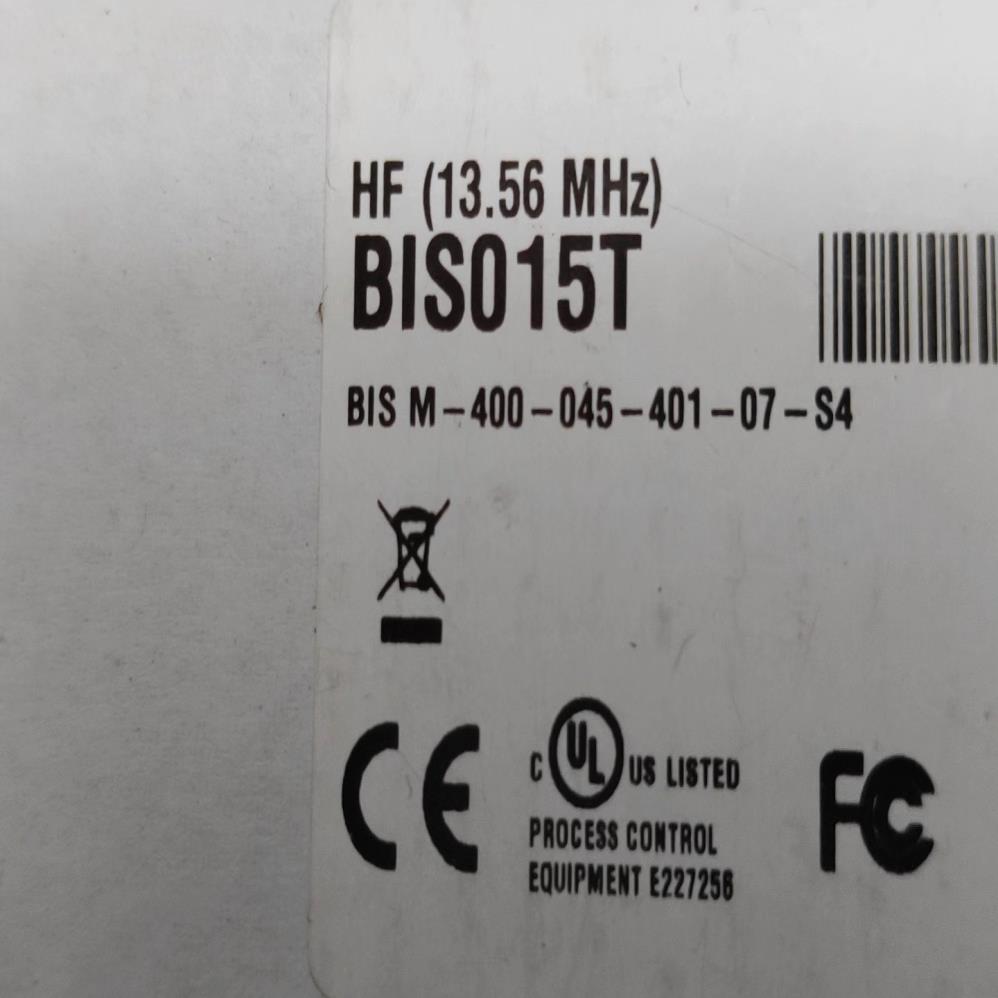 HF (13.56 MHz)
BIS015T
BIS M-400-045-401-07-S4
CE
C UL US LISTED
PROCESS CONTROL
EQUIPMENT E227256
FC